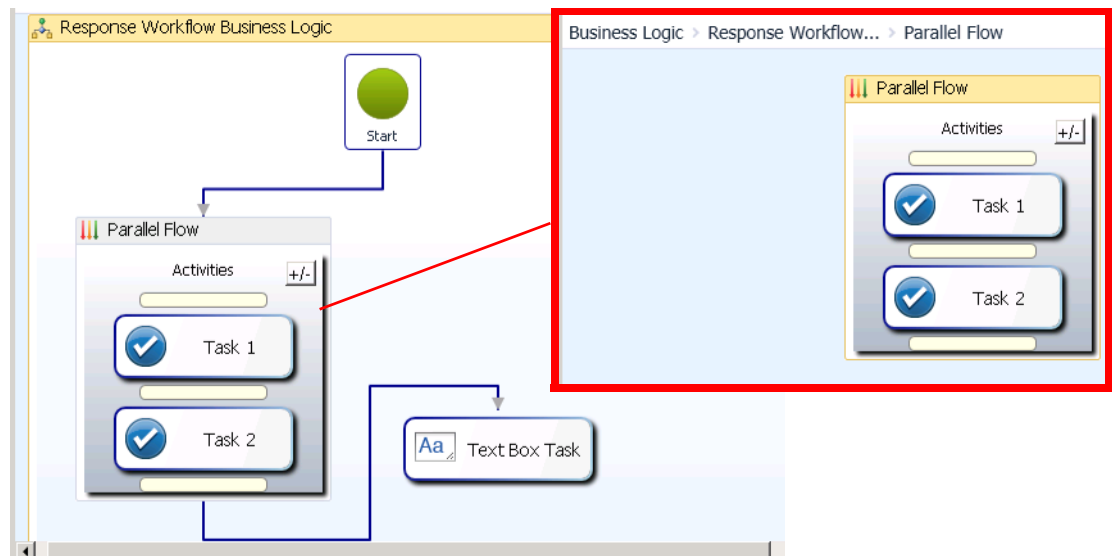 Response Workflow Business Logic
Start
Parallel Flow
Activities
+/-
Task 1
Task 2
Aa
Text Box Task
Business Logic > Response Workflow... > Parallel Flow
Parallel Flow
Activities
+/-
Task 1
Task 2